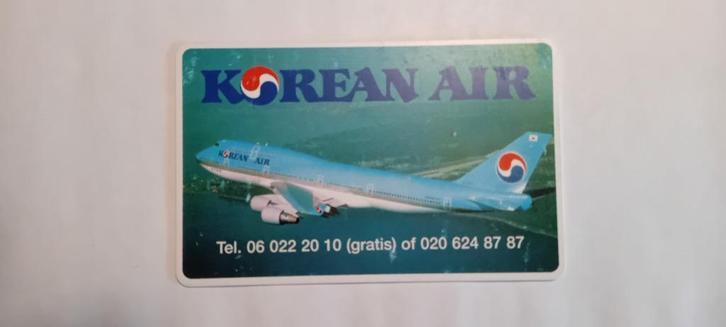 KOREAN AIR
KOREAN AIR
Tel. 06 022 20 10 (gratis) of 020 624 87 87